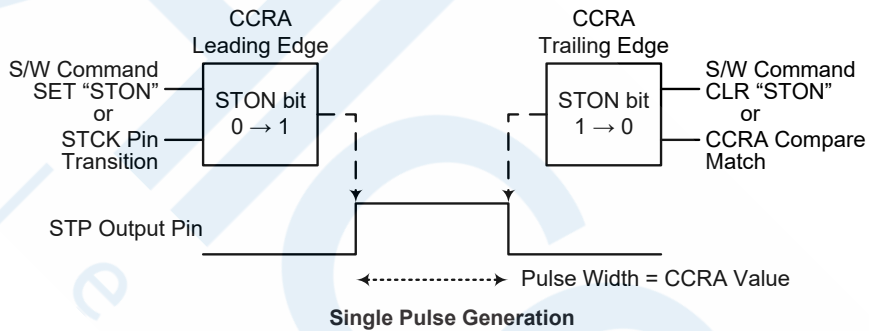 CCRA
Leading Edge
CCRA
Trailing Edge
S/W Command
SET “STON”
or
STCK Pin
Transition
STON bit
0 → 1
STON bit
1 → 0
S/W Command
CLR “STON”
or
CCRA Compare
Match
STP Output Pin
Pulse Width = CCRA Value
Single Pulse Generation
e